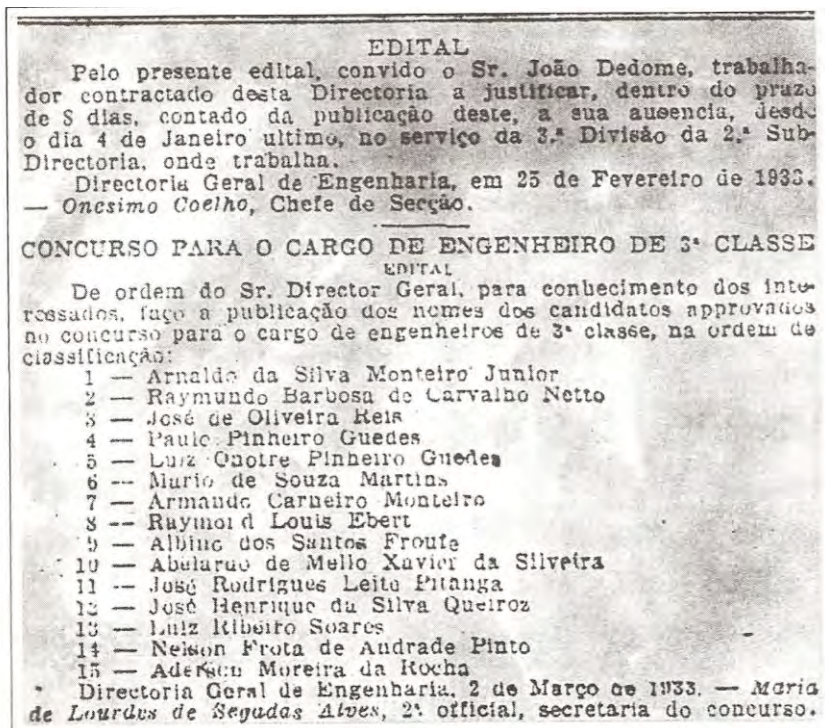 EDITAL
Pelo presente edital, convido o Sr. João Dedome, trabalha-
dor contractado desta Directoria a justificar, dentro do prazo
de 8 dias, contado da publicação deste, a sua ausencia, desde
o dia 4 de Janeiro ultimo, no serviço da 3.ª Divisão da 2.ª Sub-
Directoria, onde trabalha.
Directoria Geral de Engenharia, em 25 de Fevereiro de 1933.
— Onesimo Coelho, Chefe de Secção.
CONCURSO PARA O CARGO DE ENGENHEIRO DE 3ª CLASSE
EDITAL
De ordem do Sr. Director Geral, para conhecimento dos inte-
ressados, faço a publicação dos nomes dos candidatos approvados
no concurso para o cargo de engenheiros de 3ª classe, na ordem de
classificação:
1 — Arnaldo da Silva Monteiro Junior
2 — Raymundo Barbosa de Carvalho Netto
3 — José de Oliveira Reis
4 — Paulo Pinheiro Guedes
5 — Luiz Pinheiro Guedes
6 — Mario de Souza Martins
7 — Armando Carneiro Monteiro
8 — Raymond Louis Ebert
9 — Albino dos Santos Froufe
10 — Abelardo de Mello Xavier da Silveira
11 — José Rodrigues Leite Pitanga
12 — José Henrique da Silva Queiroz
13 — Luiz Ribeiro Soares
14 — Nelson Frota de Andrade Pinto
15 — Aderson Moreira da Rocha
Directoria Geral de Engenharia, 2 de Março de 1933. — Maria
de Lourdes de Segadas Alves, 2º official, secretaria do concurso.